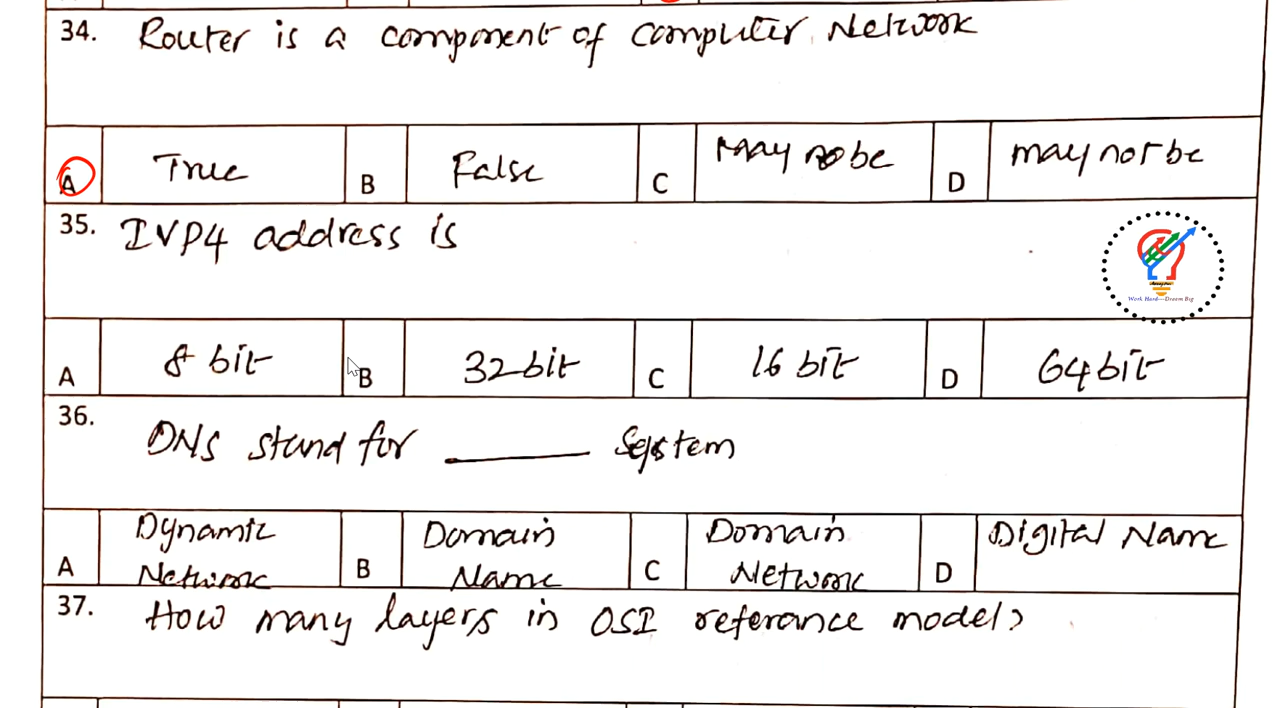 34. Router is a component of computer Network
A True B False C May be D may not be
35. IVP4 address is
Work Hard—Dream Big
A 8 bit B 32 bit C 16 bit D 64 bit
36. DNS stand for ______ System
A Dynamic Network B Domain Name C Domain Network D Digital Name
37. How many layers in OSI referance model?